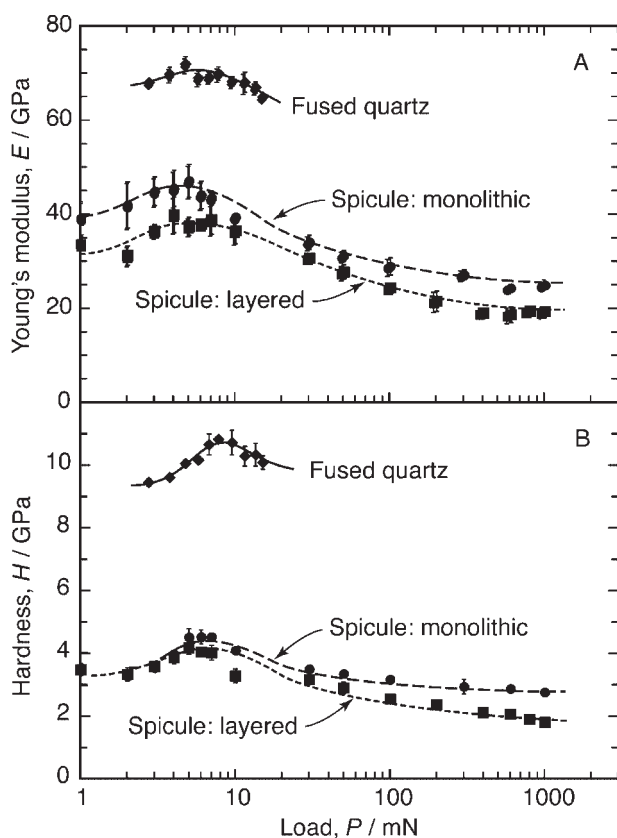 80
A
Fused quartz
60
Spicule: monolithic
40
20
Spicule: layered
0
Young's modulus, E / GPa
B
10
Fused quartz
8
6
Spicule: monolithic
4
2
Spicule: layered
0
Hardness, H / GPa
1 10 100 1000
Load, P / mN